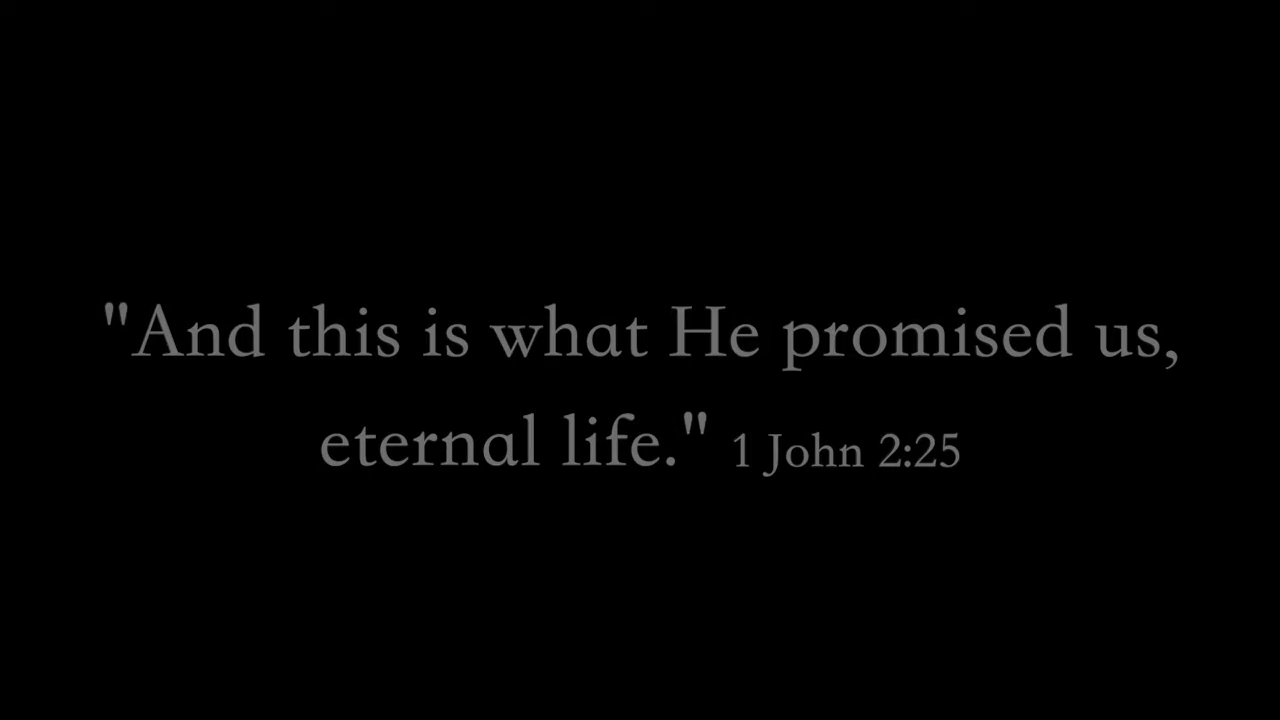 "And this is what He promised us,
eternal life." 1 John 2:25